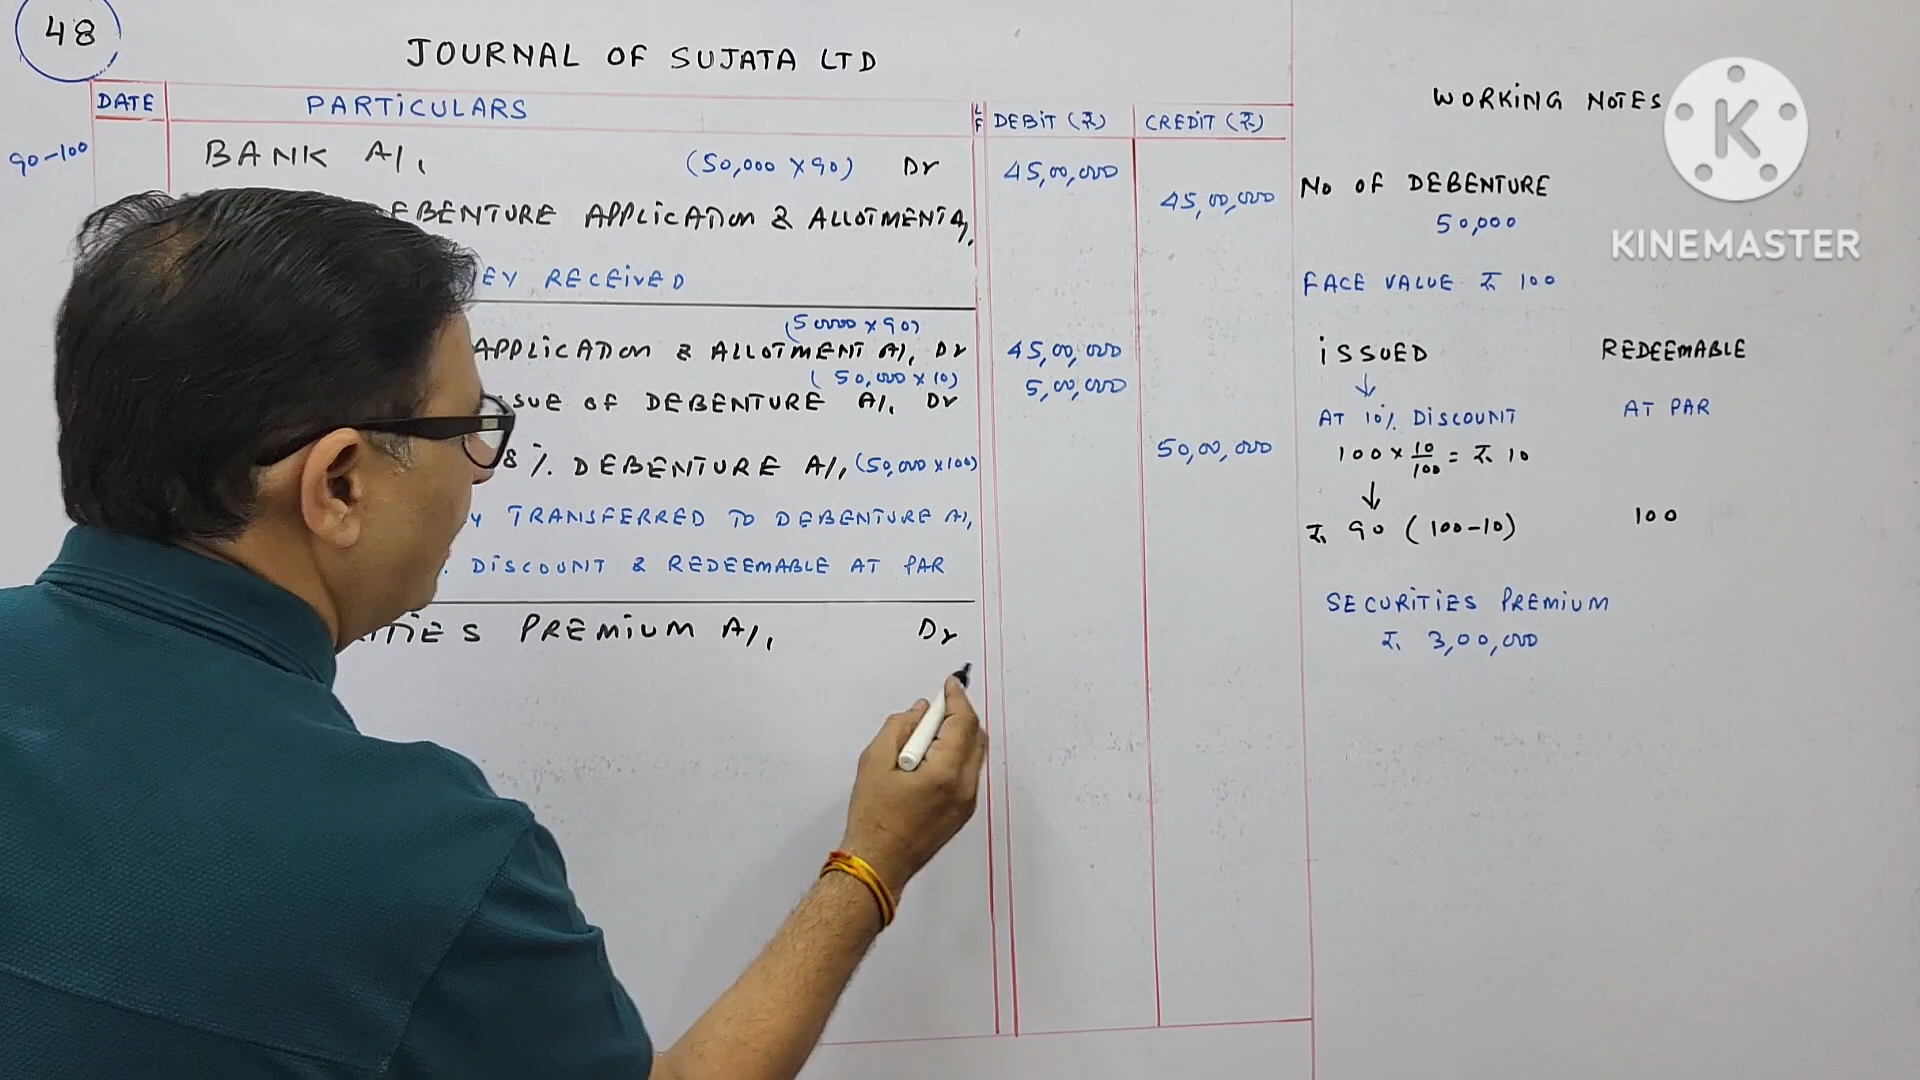 48
JOURNAL OF SUJATA LTD
DATE PARTICULARS LF DEBIT (₹) CREDIT (₹)
90-100
BANK A/c (50,000 X 90) Dr 45,00,000
EBENTURE APPLICATION & ALLOTMENT A/c 45,00,000
EY RECEIVED
(50000 X 90)
APPLICATION & ALLOTMENT A/c Dr 45,00,000
(50,000 X 10)
SSUE OF DEBENTURE A/c Dr 5,00,000
8% DEBENTURE A/c (50,000 X 100) 50,00,000
Y TRANSFERRED TO DEBENTURE A/c
DISCOUNT & REDEEMABLE AT PAR
ITIES PREMIUM A/c Dr
WORKING NOTES
NO OF DEBENTURE
50,000
FACE VALUE ₹ 100
ISSUED REDEEMABLE
AT 10% DISCOUNT AT PAR
100 X 10/100 = ₹ 10
₹ 90 (100-10) 100
SECURITIES PREMIUM
₹ 3,00,000
K
KINEMASTER